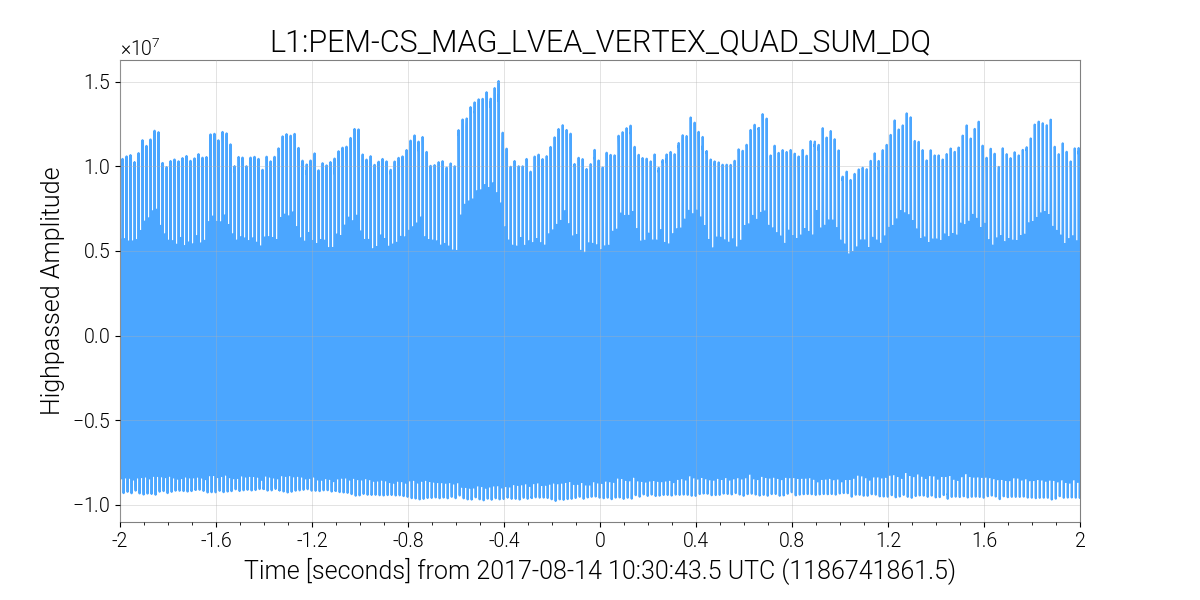 L1:PEM-CS_MAG_LVEA_VERTEX_QUAD_SUM_DQ
×10⁷
1.5
1.0
0.5
0.0
−0.5
−1.0
Highpassed Amplitude
-2 -1.6 -1.2 -0.8 -0.4 0 0.4 0.8 1.2 1.6 2
Time [seconds] from 2017-08-14 10:30:43.5 UTC (1186741861.5)